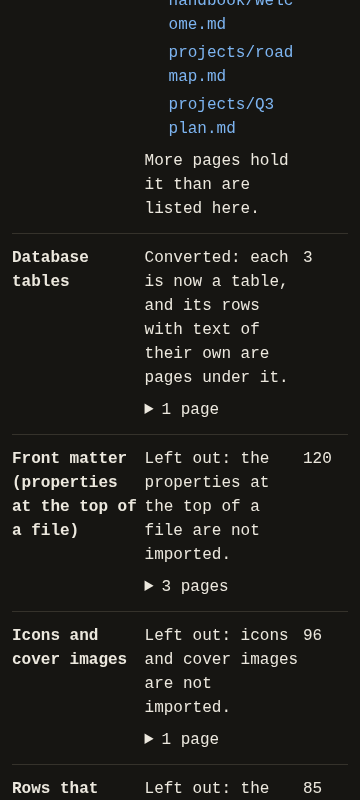 handbook/welc
ome.md
projects/road
map.md
projects/Q3
plan.md
More pages hold
it than are
listed here.
Database
tables
Converted: each
is now a table,
and its rows
with text of
their own are
pages under it.
▶ 1 page
3
Front matter
(properties
at the top of
a file)
Left out: the
properties at
the top of a
file are not
imported.
▶ 3 pages
120
Icons and
cover images
Left out: icons
and cover images
are not
imported.
▶ 1 page
96
Rows that
Left out: the
85